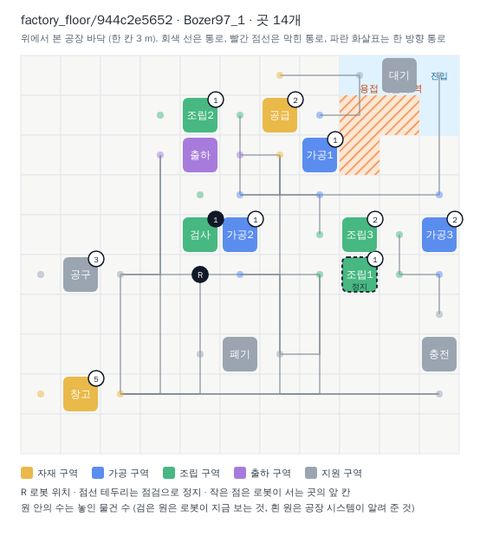 factory_floor/944c2e5652 · Bozer97_1 · 곳 14개
위에서 본 공장 바닥 (한 칸 3 m). 회색 선은 통로, 빨간 점선은 막힌 통로, 파란 화살표는 한 방향 통로
대기
용접
역
조립2
1
공급
2
출하
가공1
1
검사
1
가공2
1
조립3
2
가공3
2
공구
3
R
조립1
1
정지
폐기
충전
창고
5
자재 구역
가공 구역
조립 구역
출하 구역
지원 구역
R 로봇 위치 · 점선 테두리는 점검으로 정지 · 작은 점은 로봇이 서는 곳의 앞 칸
원 안의 수는 놓인 물건 수 (검은 원은 로봇이 지금 보는 것, 흰 원은 공장 시스템이 알려 준 것)